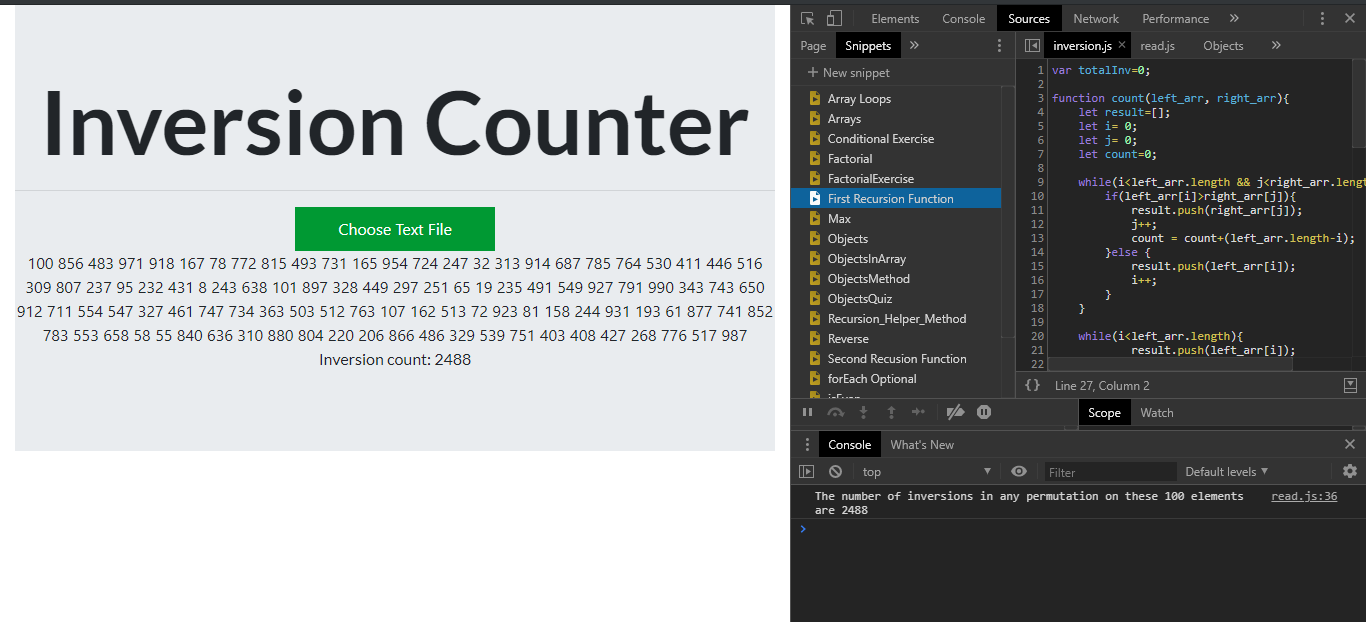 Inversion Counter
Choose Text File
100 856 483 971 918 167 78 772 815 493 731 165 954 724 247 32 313 914 687 785 764 530 411 446 516
309 807 237 95 232 431 8 243 638 101 897 328 449 297 251 65 19 235 491 549 927 791 990 343 743 650
912 711 554 547 327 461 747 734 363 503 512 763 107 162 513 72 923 81 158 244 931 193 61 877 741 852
783 553 658 58 55 840 636 310 880 804 220 206 866 486 329 539 751 403 408 427 268 776 517 987
Inversion count: 2488
Elements Console Sources Network Performance »
Page Snippets »
+ New snippet
Array Loops
Arrays
Conditional Exercise
Factorial
FactorialExercise
First Recursion Function
Max
Objects
ObjectsInArray
ObjectsMethod
ObjectsQuiz
Recursion_Helper_Method
Reverse
Second Recusion Function
forEach Optional
inversion.js × read.js Objects »
1 var totalInv=0;
2
3 function count(left_arr, right_arr){
4 let result=[];
5 let i= 0;
6 let j= 0;
7 let count=0;
8
9 while(i<left_arr.length && j<right_arr.lengt
10 if(left_arr[i]>right_arr[j]){
11 result.push(right_arr[j]);
12 j++;
13 count = count+(left_arr.length-i);
14 }else {
15 result.push(left_arr[i]);
16 i++;
17 }
18 }
19
20 while(i<left_arr.length){
21 result.push(left_arr[i]);
22
{} Line 27, Column 2
Scope Watch
Console What's New
top Filter Default levels
The number of inversions in any permutation on these 100 elements read.js:36
are 2488